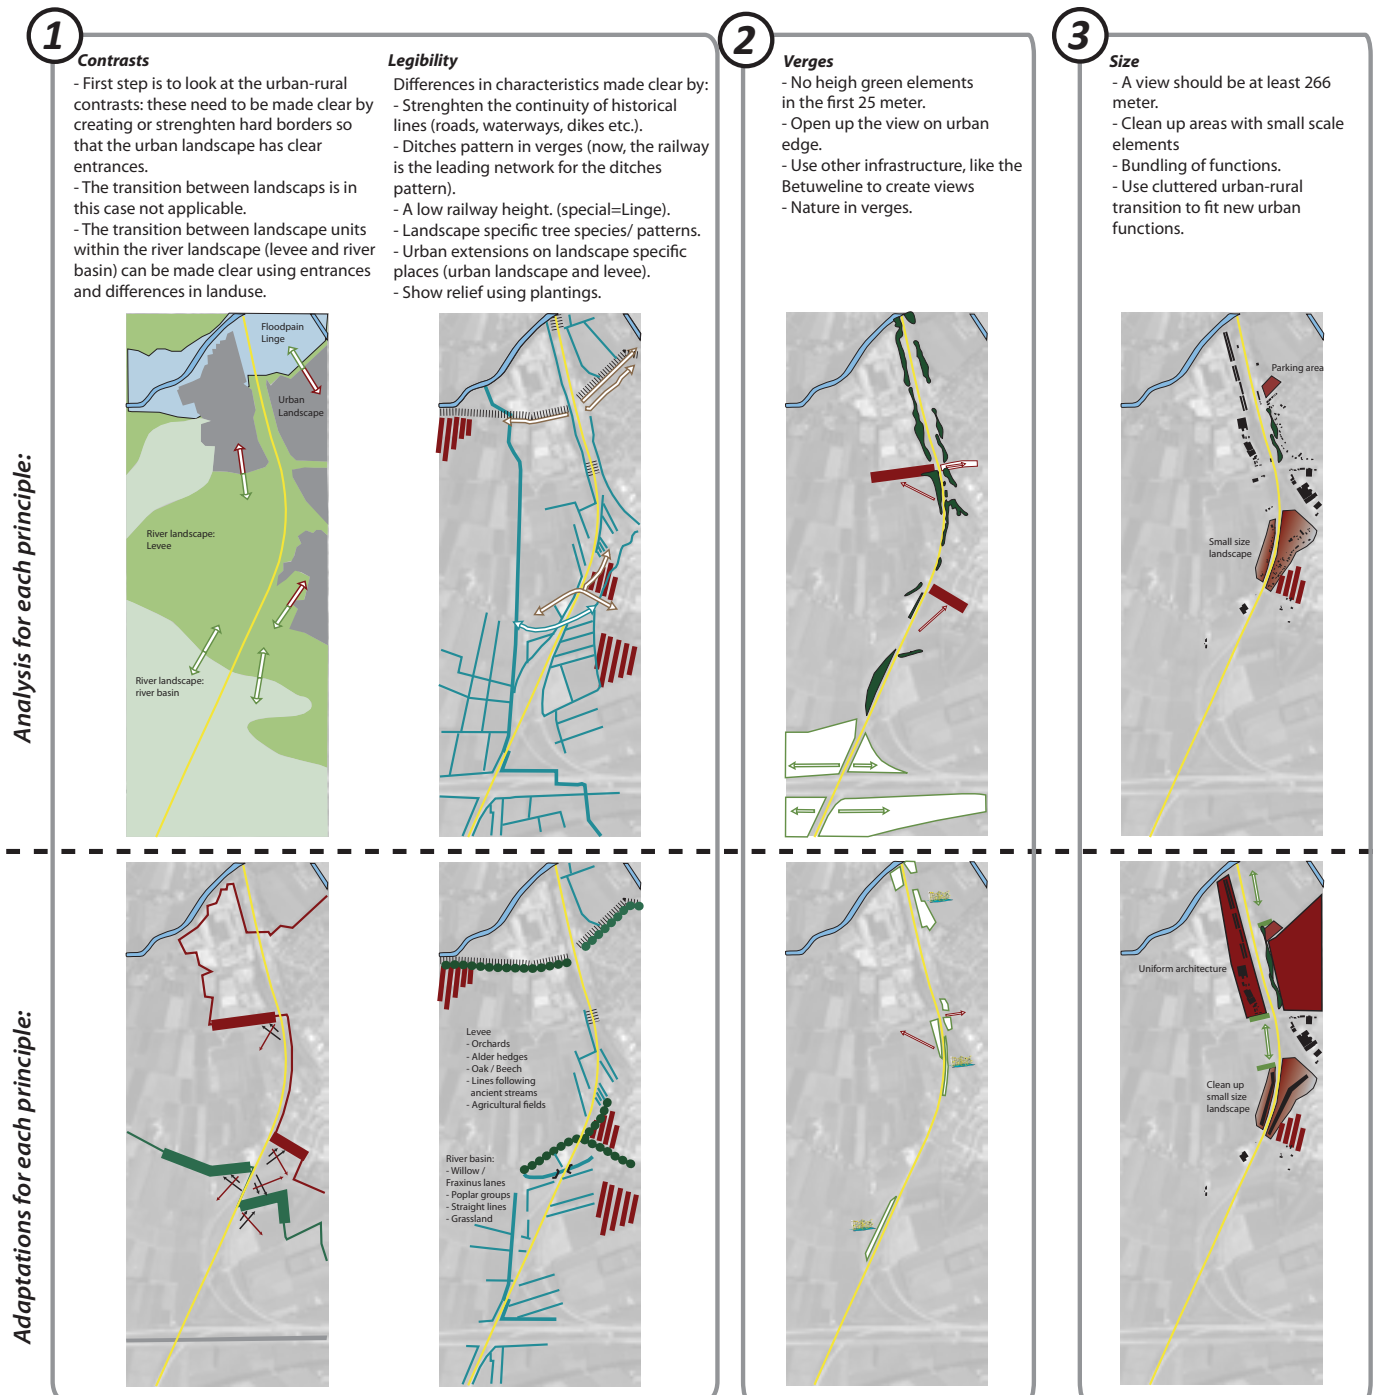 1
Contrasts
- First step is to look at the urban-rural
contrasts: these need to be made clear by
creating or strenghten hard borders so
that the urban landscape has clear
entrances.
- The transition between landscaps is in
this case not applicable.
- The transition between landscape units
within the river landscape (levee and river
basin) can be made clear using entrances
and differences in landuse.
Legibility
Differences in characteristics made clear by:
- Strenghten the continuity of historical
lines (roads, waterways, dikes etc.).
- Ditches pattern in verges (now, the railway
is the leading network for the ditches
pattern).
- A low railway height. (special=Linge).
- Landscape specific tree species/ patterns.
- Urban extensions on landscape specific
places (urban landscape and levee).
- Show relief using plantings.
2
Verges
- No heigh green elements
in the first 25 meter.
- Open up the view on urban
edge.
- Use other infrastructure, like the
Betuweline to create views
- Nature in verges.
3
Size
- A view should be at least 266
meter.
- Clean up areas with small scale
elements
- Bundling of functions.
- Use cluttered urban-rural
transition to fit new urban
functions.
Analysis for each principle:
Floodpain
Linge
Urban
Landscape
River landscape:
Levee
River landscape:
river basin
Parking area
Small size
landscape
Adaptations for each principle:
Levee
- Orchards
- Alder hedges
- Oak / Beech
- Lines following
ancient streams
- Agricultural fields
River basin:
- Willow /
Fraxinus lanes
- Poplar groups
- Straight lines
- Grassland
Uniform architecture
Clean up
small size
landscape